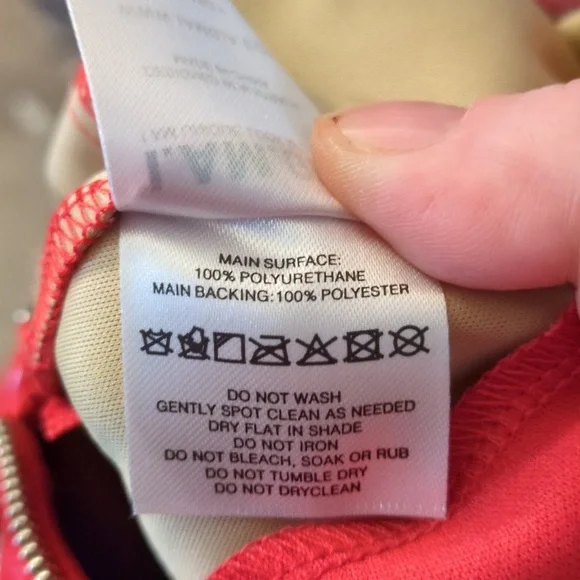 MAIN SURFACE:
100% POLYURETHANE
MAIN BACKING: 100% POLYESTER
DO NOT WASH
GENTLY SPOT CLEAN AS NEEDED
DRY FLAT IN SHADE
DO NOT IRON
DO NOT BLEACH, SOAK OR RUB
DO NOT TUMBLE DRY
DO NOT DRYCLEAN